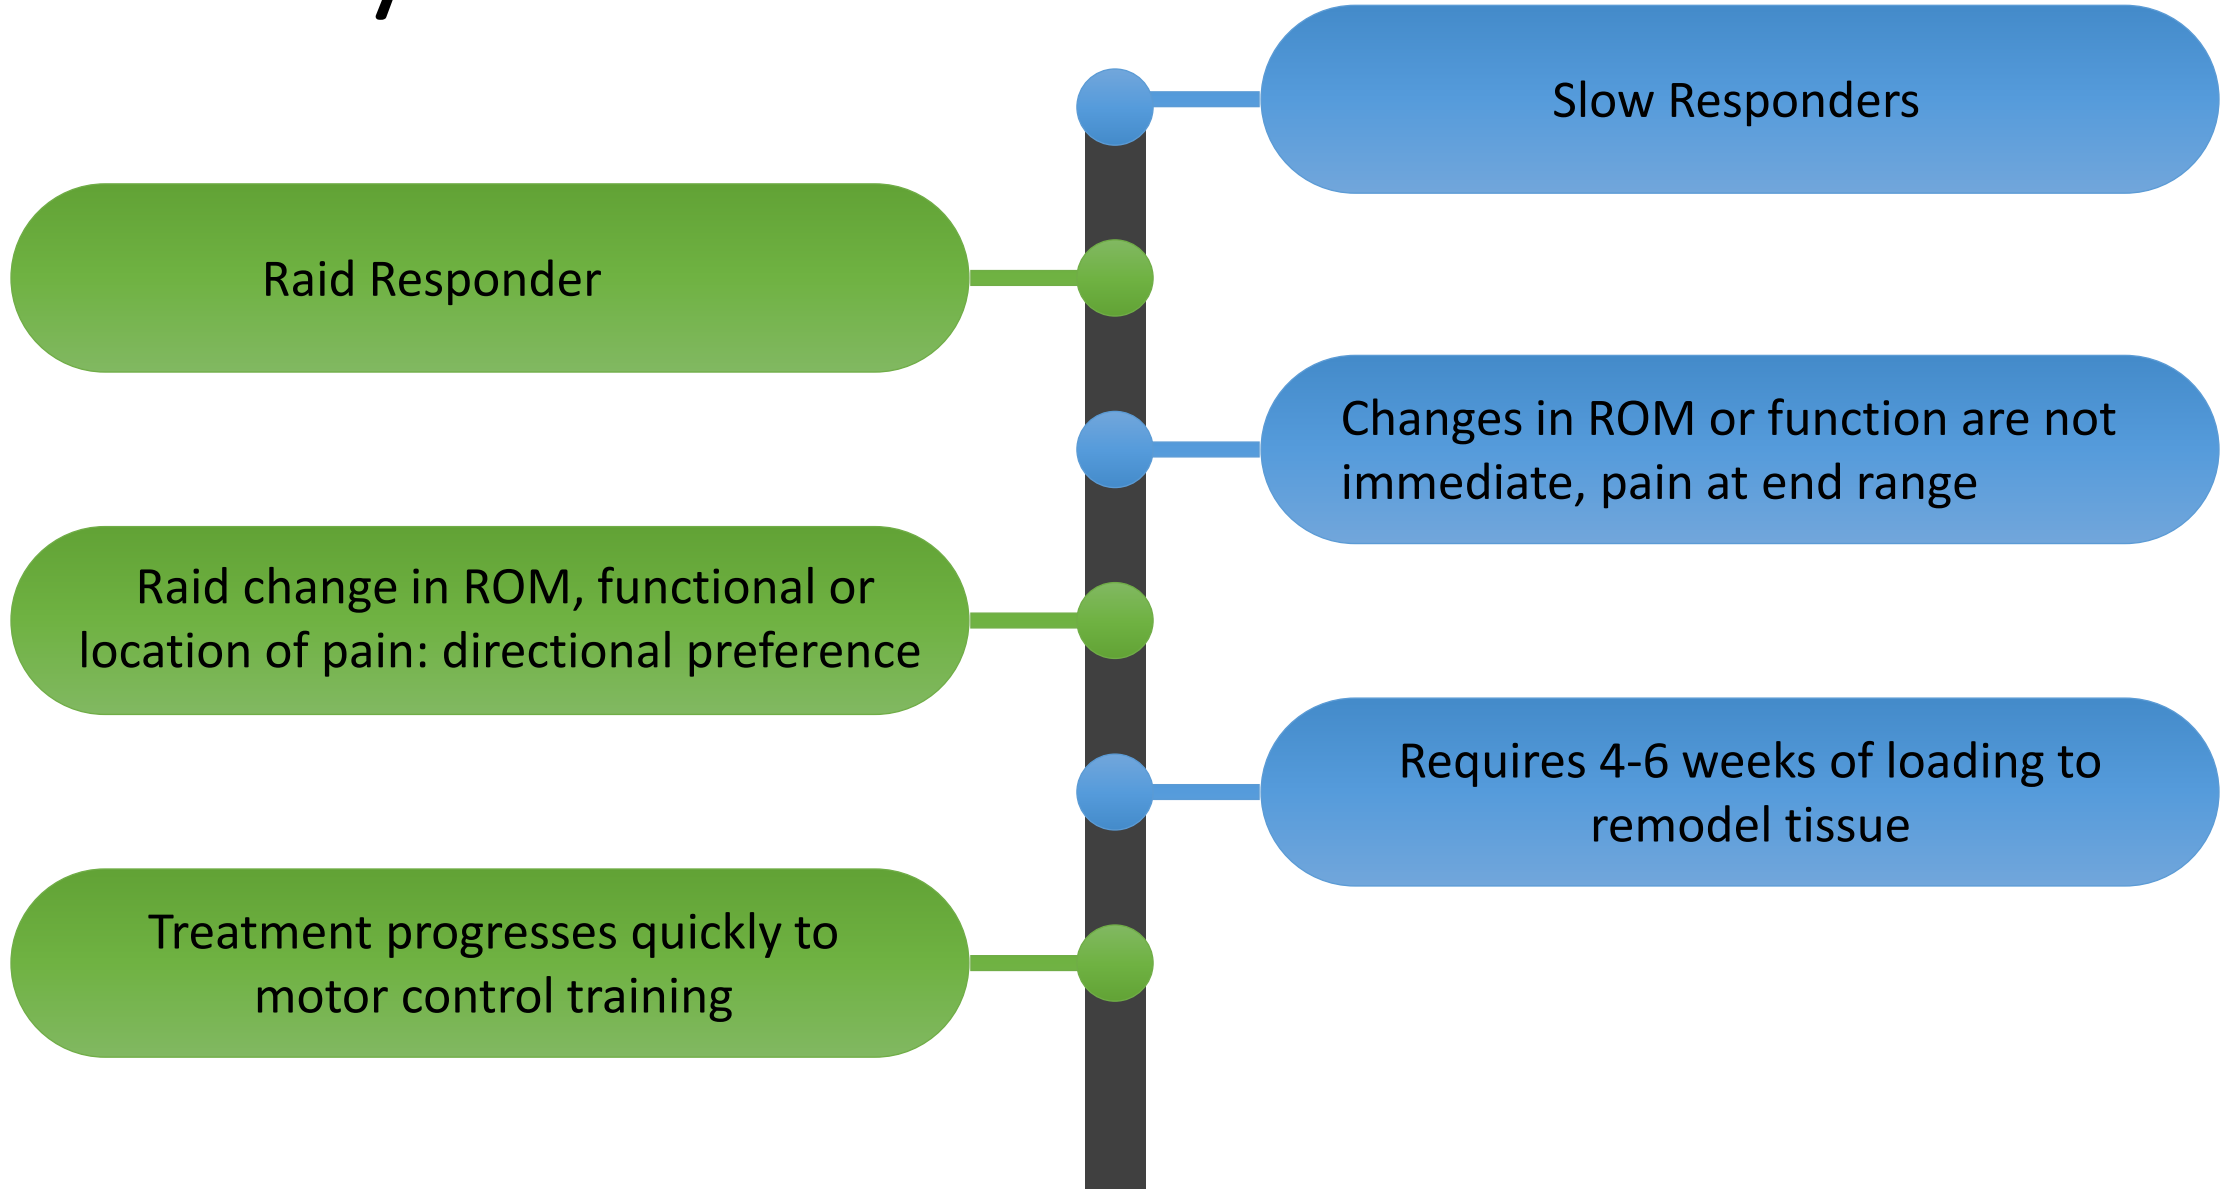 Slow Responders
Raid Responder
Changes in ROM or function are not
immediate, pain at end range
Raid change in ROM, functional or
location of pain: directional preference
Requires 4-6 weeks of loading to
remodel tissue
Treatment progresses quickly to
motor control training